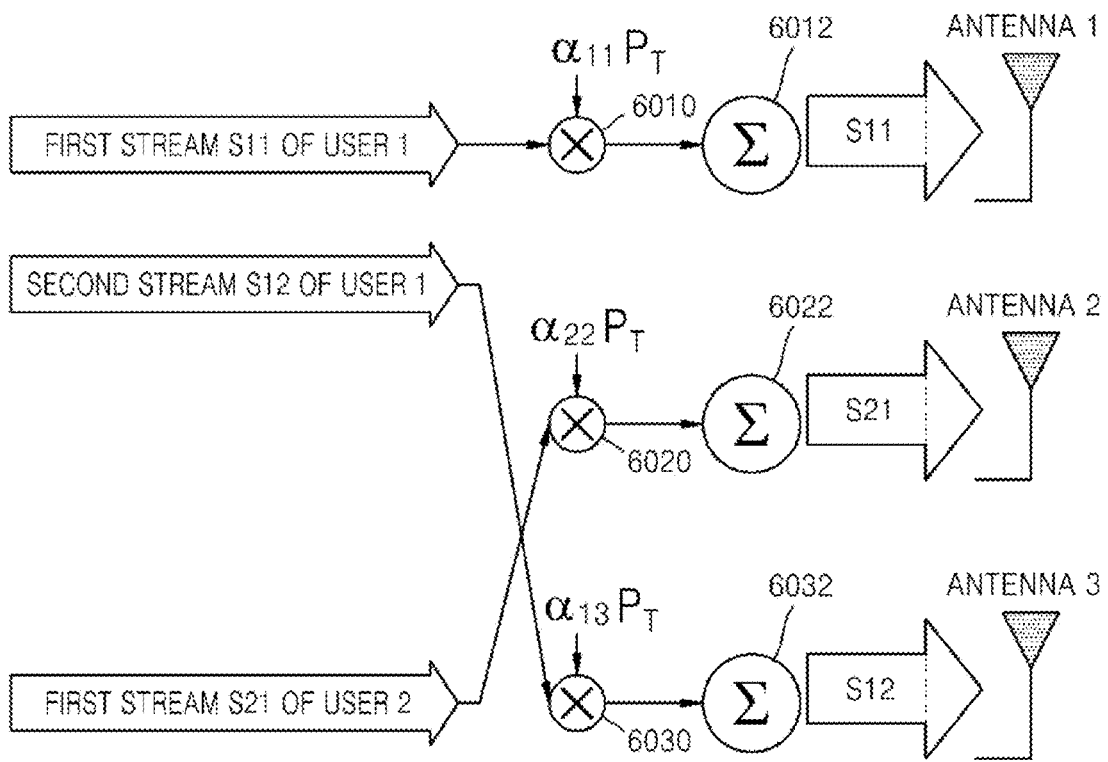 6012
ANTENNA 1
α11 PT
6010
FIRST STREAM S11 OF USER 1
Σ
S11
SECOND STREAM S12 OF USER 1
6022
ANTENNA 2
α22 PT
Σ
S21
6020
6032
ANTENNA 3
α13 PT
FIRST STREAM S21 OF USER 2
Σ
S12
6030